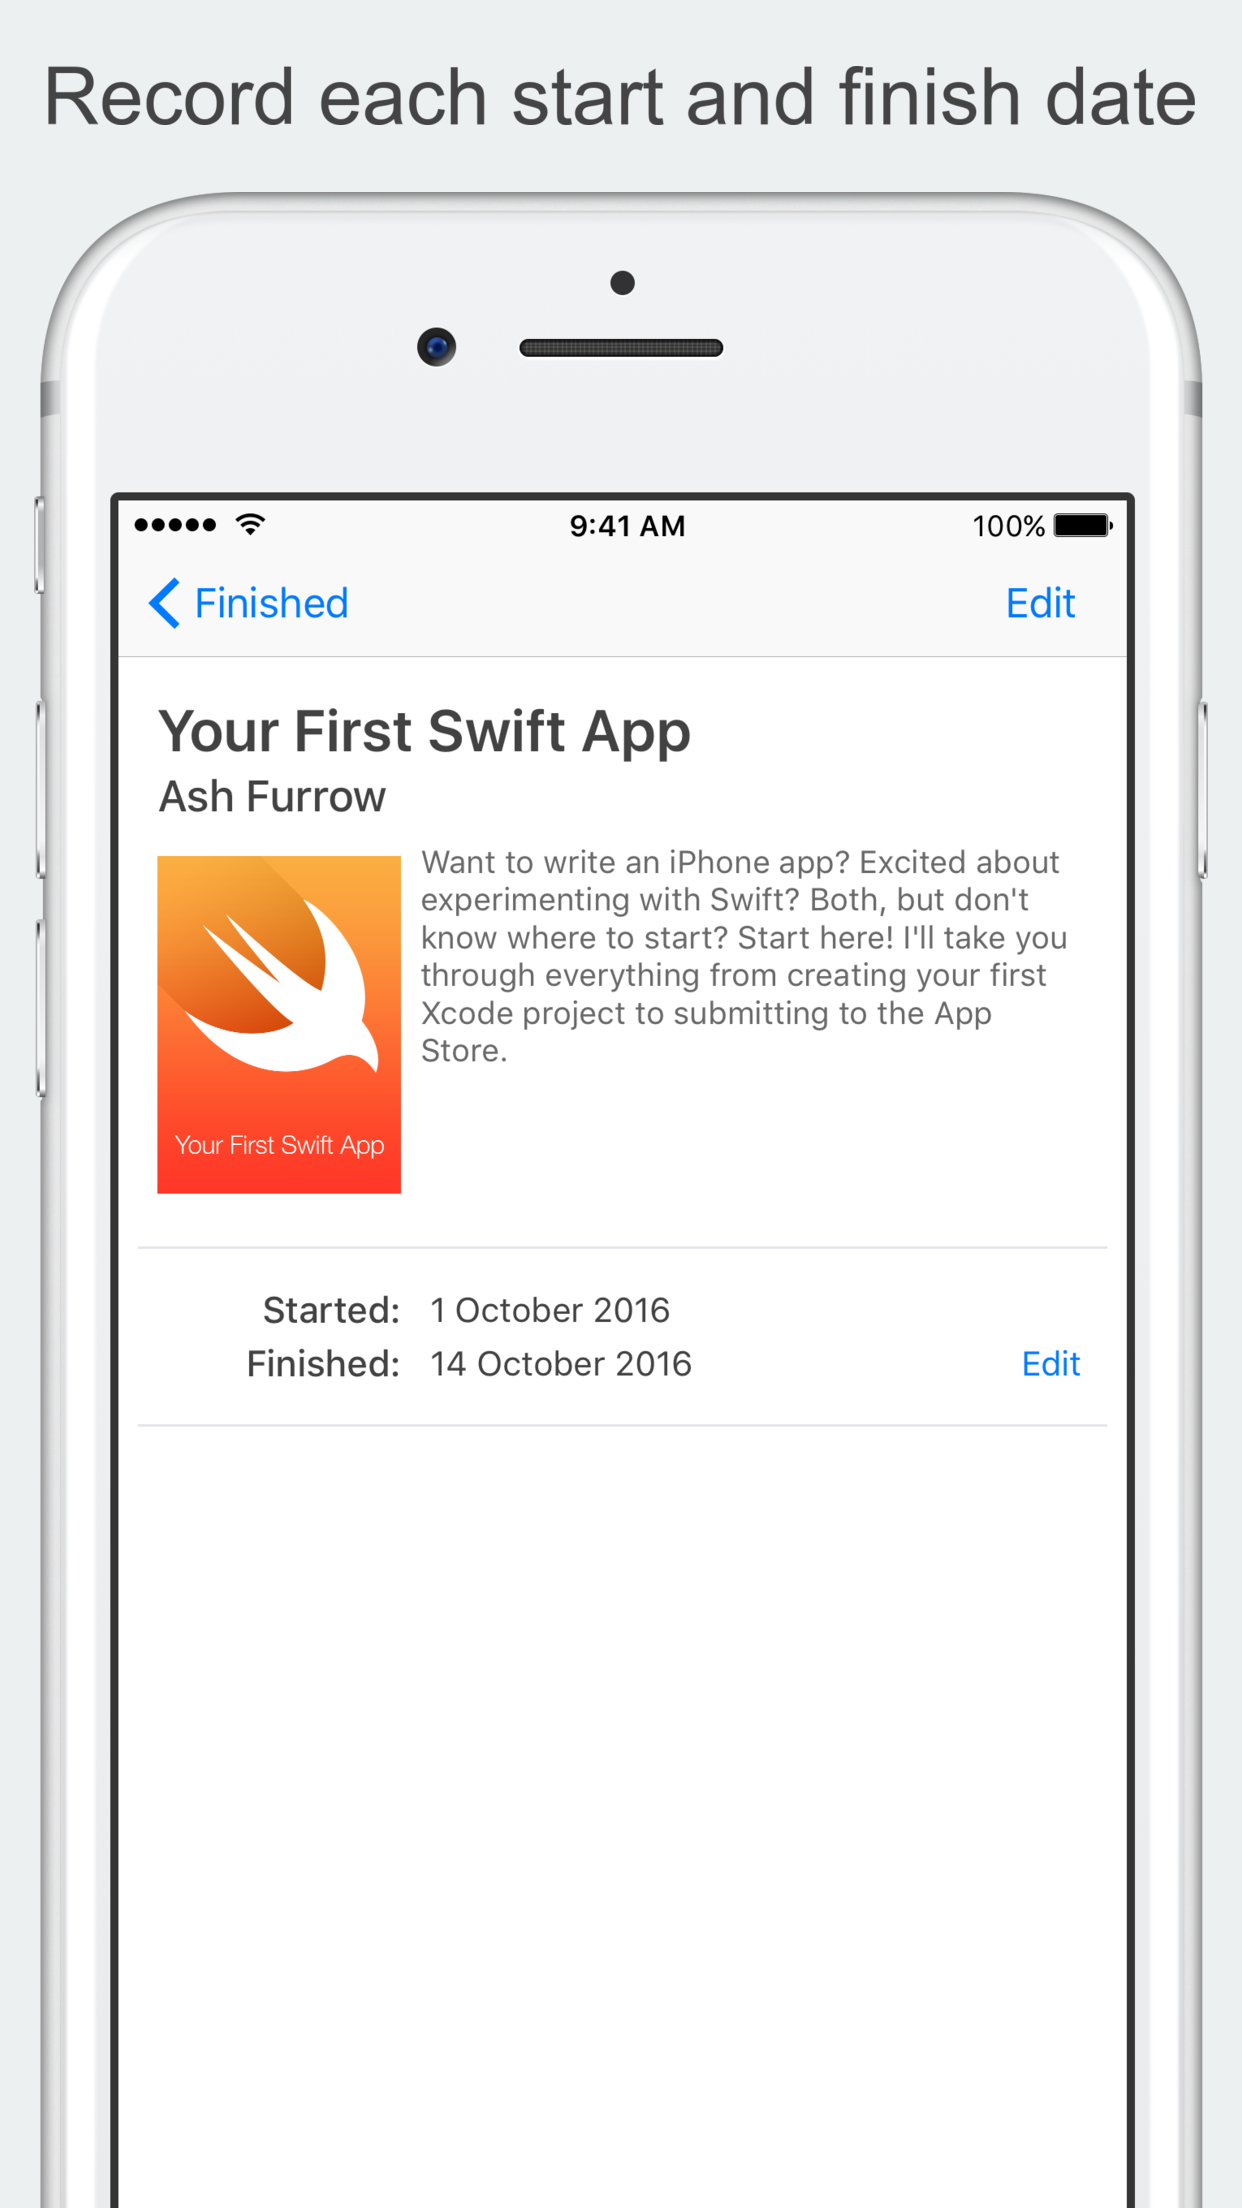 Record each start and finish date
9:41 AM
100%
Finished
Edit
Your First Swift App
Ash Furrow
Want to write an iPhone app? Excited about
experimenting with Swift? Both, but don't
know where to start? Start here! I'll take you
through everything from creating your first
Xcode project to submitting to the App
Store.
Your First Swift App
Started: 1 October 2016
Finished: 14 October 2016
Edit